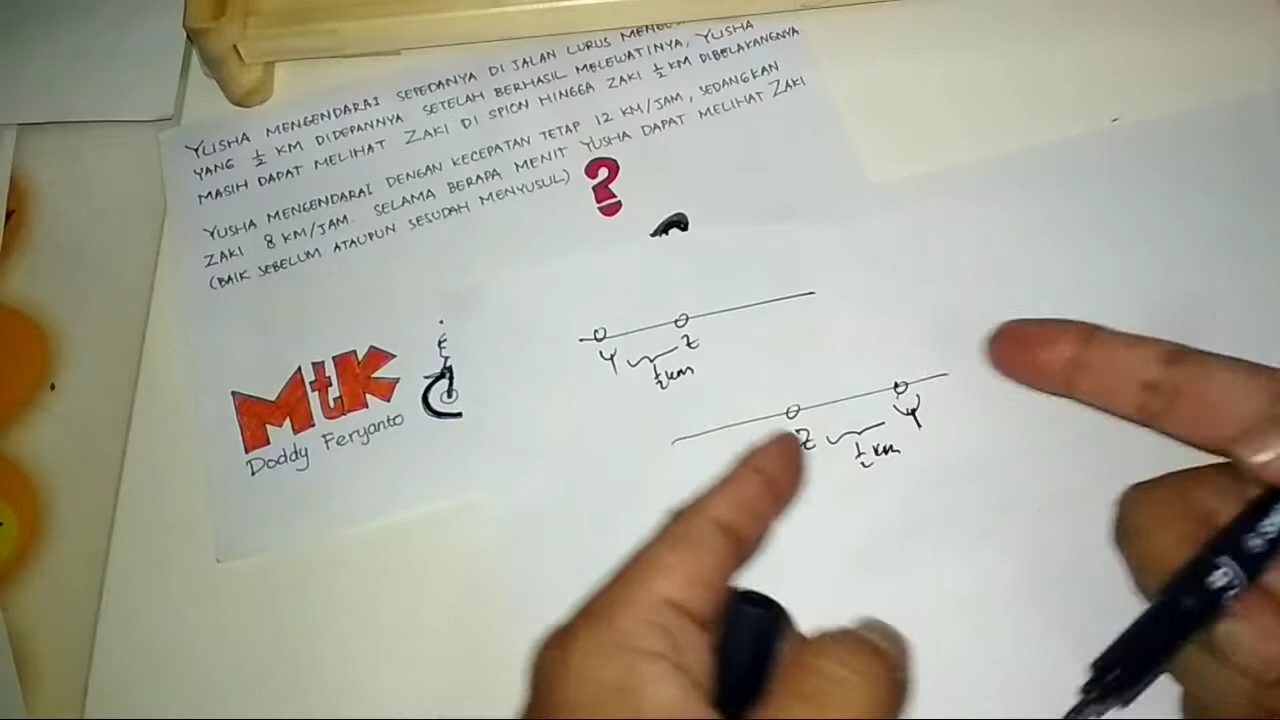 YUSHA MENGENDARAI SEPEDANYA DI JALAN LURUS
YANG 1/2 KM DIDEPANNYA. SETELAH BERHASIL MELEWATINYA, YUSHA
MASIH DAPAT MELIHAT ZAKI DI SPION HINGGA ZAKI 1/2 KM DIBELAKANGNYA
YUSHA MENGENDARAI DENGAN KECEPATAN TETAP 12 KM/JAM, SEDANGKAN
ZAKI 8 KM/JAM. SELAMA BERAPA MENIT YUSHA DAPAT MELIHAT ZAKI
(BAIK SEBELUM ATAUPUN SESUDAH MENYUSUL)
?
Y Z
1/2 km
Z Y
1/2 km
MtK
Doddy Feryanto